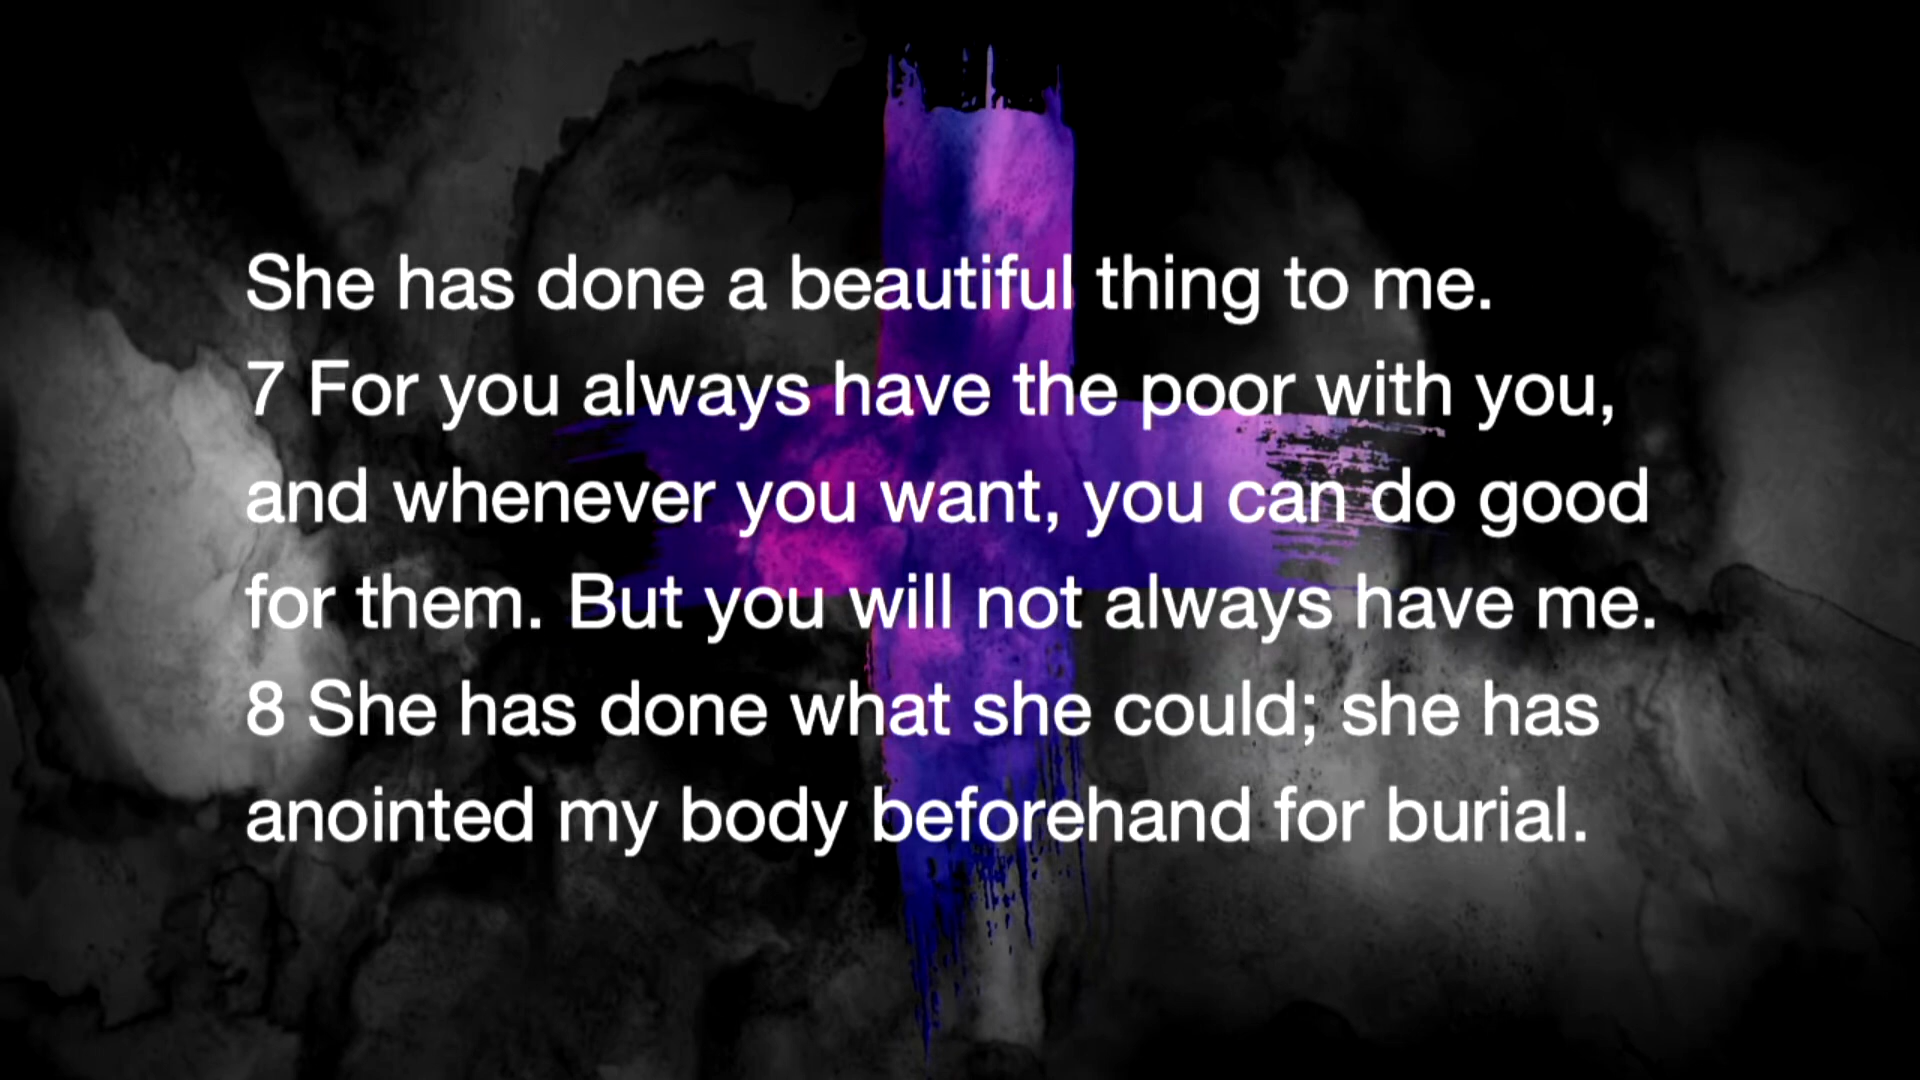 She has done a beautiful thing to me.
7 For you always have the poor with you,
and whenever you want, you can do good
for them. But you will not always have me.
8 She has done what she could; she has
anointed my body beforehand for burial.